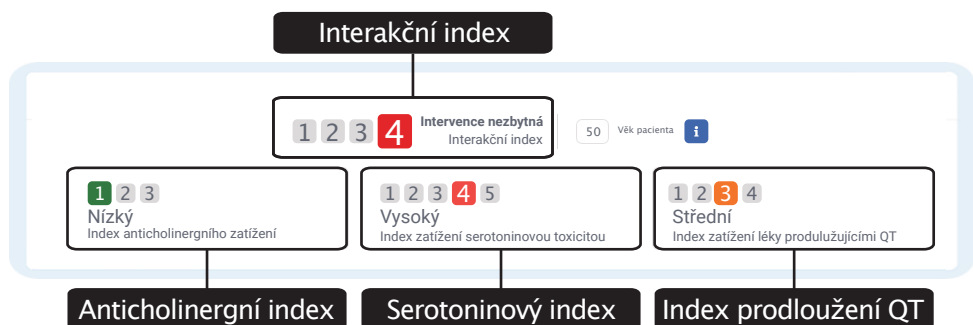 Interakční index
1 2 3 4 Intervence nezbytná
Interakční index
50 Věk pacienta i
1 2 3
Nízký
Index anticholinergního zatížení
1 2 3 4 5
Vysoký
Index zatížení serotoninovou toxicitou
1 2 3 4
Střední
Index zatížení léky produlužujícími QT
Anticholinergní index
Serotoninový index
Index prodloužení QT